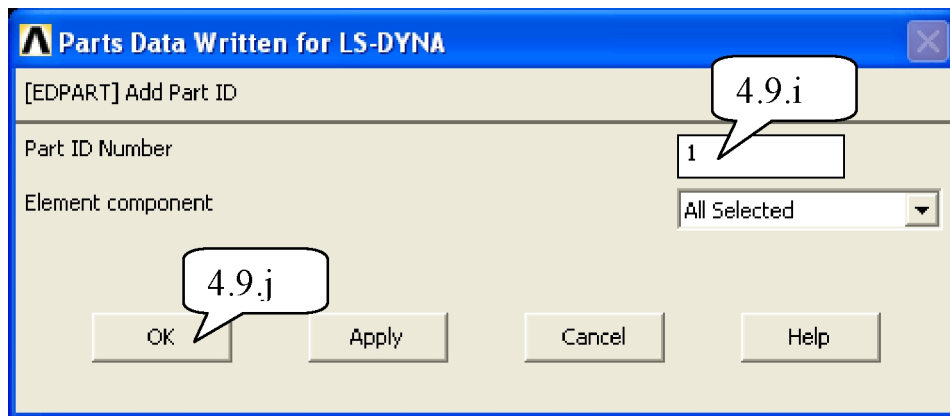 Parts Data Written for LS-DYNA
[EDPART] Add Part ID
4.9.i
Part ID Number
1
Element component
All Selected
4.9.j
OK
Apply
Cancel
Help